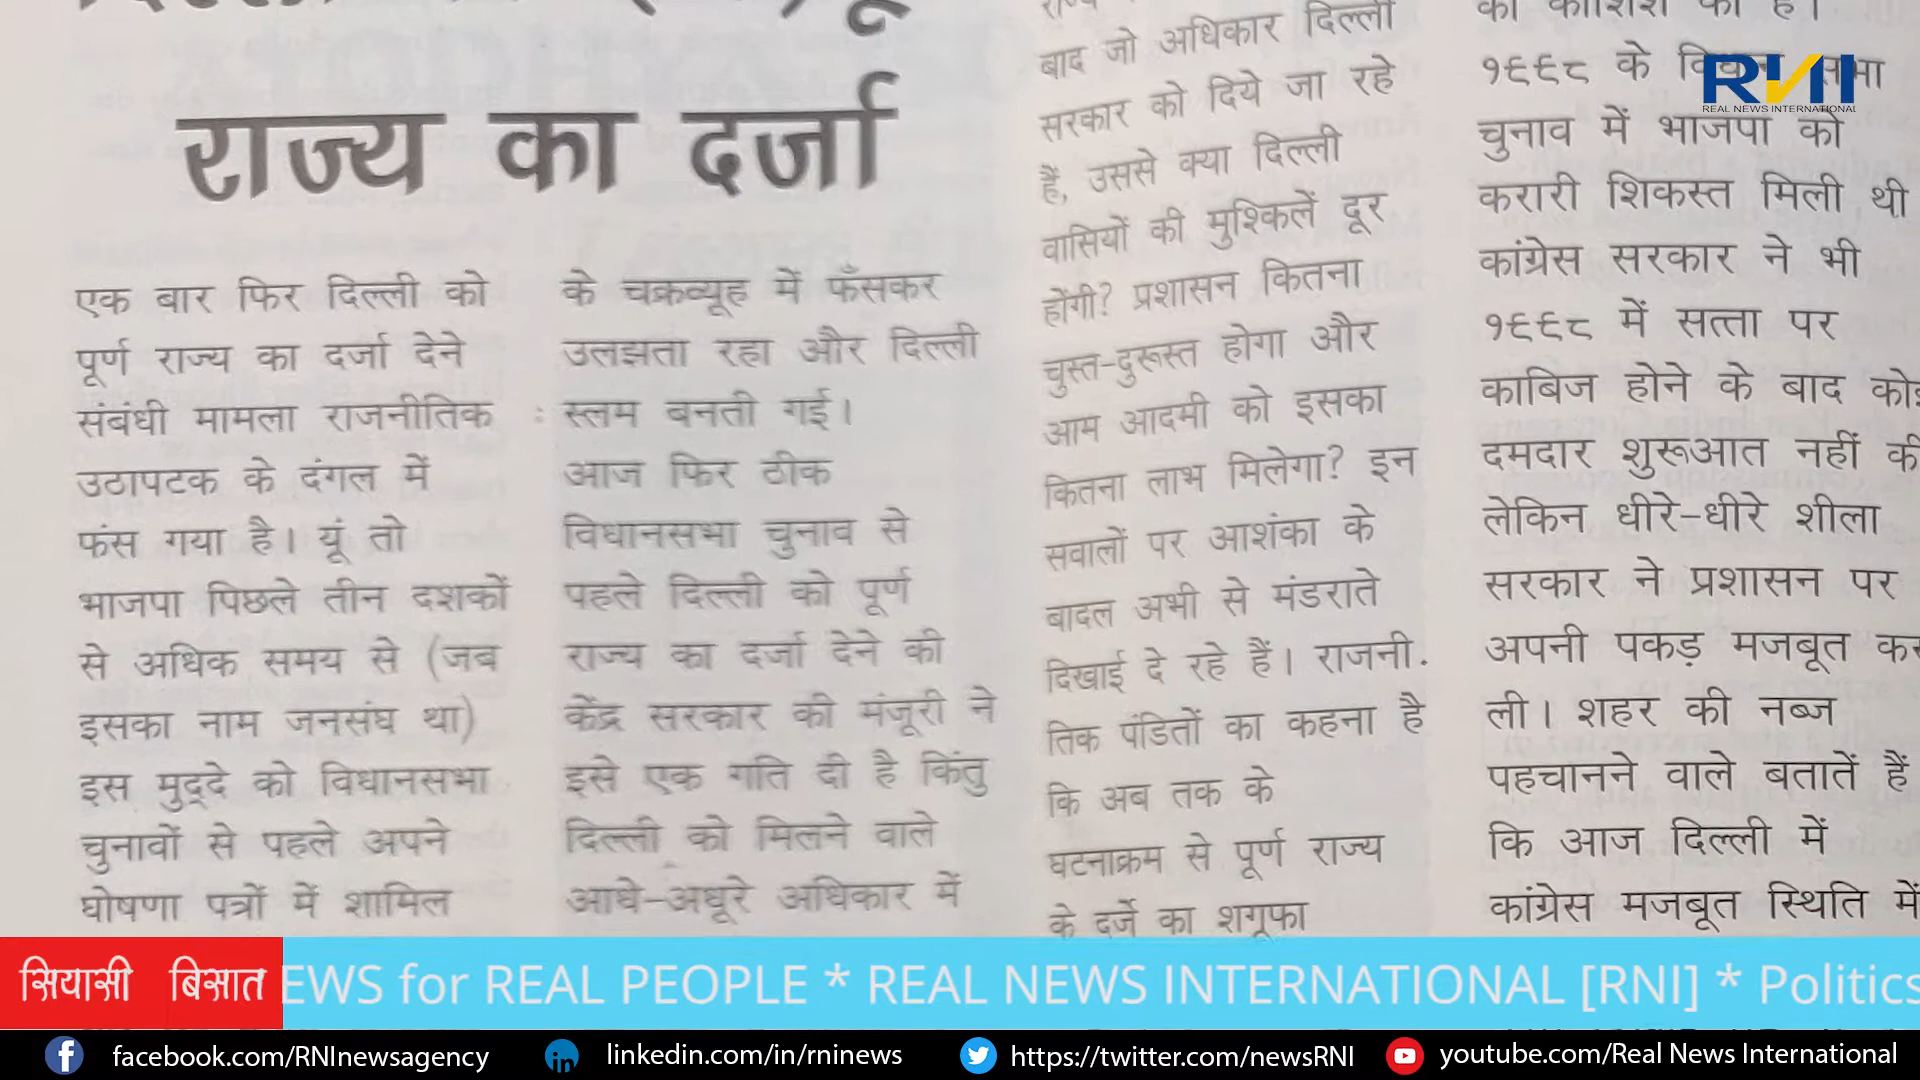 राज्य का दर्जा
एक बार फिर दिल्ली को
पूर्ण राज्य का दर्जा देने
संबंधी मामला राजनीतिक
उठापटक के दंगल में
फंस गया है। यूं तो
भाजपा पिछले तीन दशकों
से अधिक समय से (जब
इसका नाम जनसंघ था)
इस मुद्दे को विधानसभा
चुनावों से पहले अपने
घोषणा पत्रों में शामिल
के चक्रव्यूह में फँसकर
उलझता रहा और दिल्ली
: स्लम बनती गई।
आज फिर ठीक
विधानसभा चुनाव से
पहले दिल्ली को पूर्ण
राज्य का दर्जा देने की
केंद्र सरकार की मंजूरी ने
इसे एक गति दी है किंतु
दिल्ली को मिलने वाले
आधे-अधूरे अधिकार में
बाद जो अधिकार दिल्ली
सरकार को दिये जा रहे
हैं, उससे क्या दिल्ली
वासियों की मुश्किलें दूर
होंगी? प्रशासन कितना
चुस्त-दुरूस्त होगा और
आम आदमी को इसका
कितना लाभ मिलेगा? इन
सवालों पर आशंका के
बादल अभी से मंडराते
दिखाई दे रहे हैं। राजनी.
तिक पंडितों का कहना है
कि अब तक के
घटनाक्रम से पूर्ण राज्य
के दर्जे का शगूफा
की कोशिश की है।
१९९८ के
चुनाव में भाजपा को
करारी शिकस्त मिली थी
कांग्रेस सरकार ने भी
१९९८ में सत्ता पर
काबिज होने के बाद
दमदार शुरूआत नहीं की
लेकिन धीरे-धीरे शीला
सरकार ने प्रशासन पर
अपनी पकड़ मजबूत कर
ली। शहर की नब्ज
पहचानने वाले बतातें हैं
कि आज दिल्ली में
कांग्रेस मजबूत स्थिति में
RNI
REAL NEWS INTERNATIONAL
सियासी बिसात
EWS for REAL PEOPLE * REAL NEWS INTERNATIONAL [RNI] * Politics
facebook.com/RNInewsagency
linkedin.com/in/rninews
https://twitter.com/newsRNI
youtube.com/Real News International